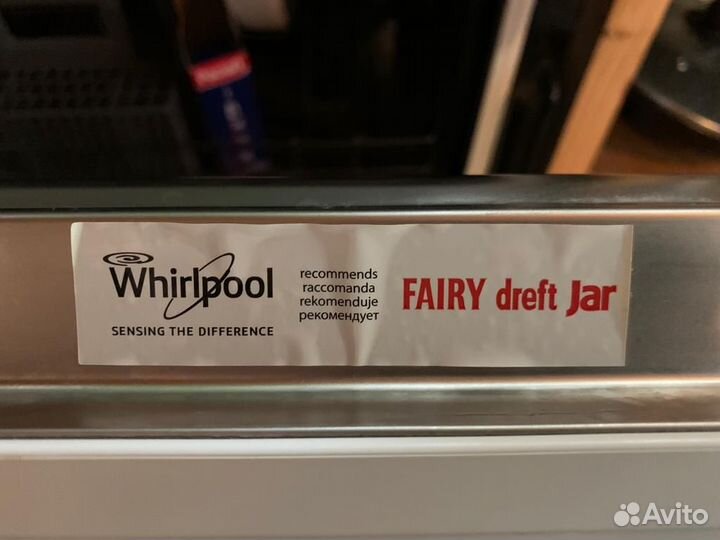 Whirlpool
SENSING THE DIFFERENCE
recommends
raccomanda
rekomenduje
рекомендует
FAIRY dreft Jar
Avito